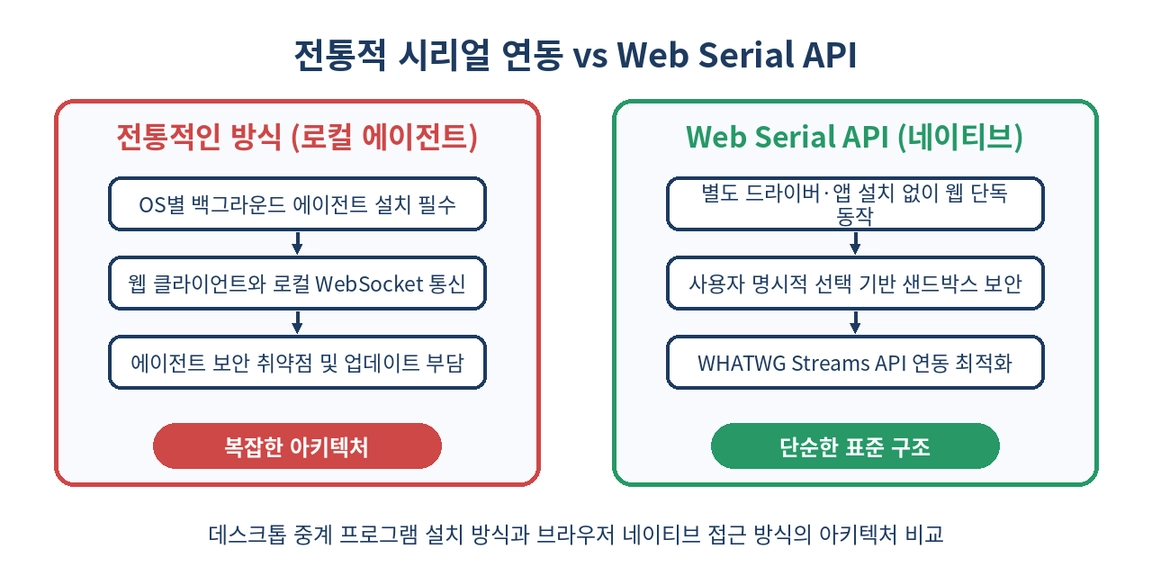 전통적 시리얼 연동 vs Web Serial API
전통적인 방식 (로컬 에이전트)
OS별 백그라운드 에이전트 설치 필수
웹 클라이언트와 로컬 WebSocket 통신
에이전트 보안 취약점 및 업데이트 부담
복잡한 아키텍처
Web Serial API (네이티브)
별도 드라이버·앱 설치 없이 웹 단독
동작
사용자 명시적 선택 기반 샌드박스 보안
WHATWG Streams API 연동 최적화
단순한 표준 구조
데스크톱 중계 프로그램 설치 방식과 브라우저 네이티브 접근 방식의 아키텍처 비교